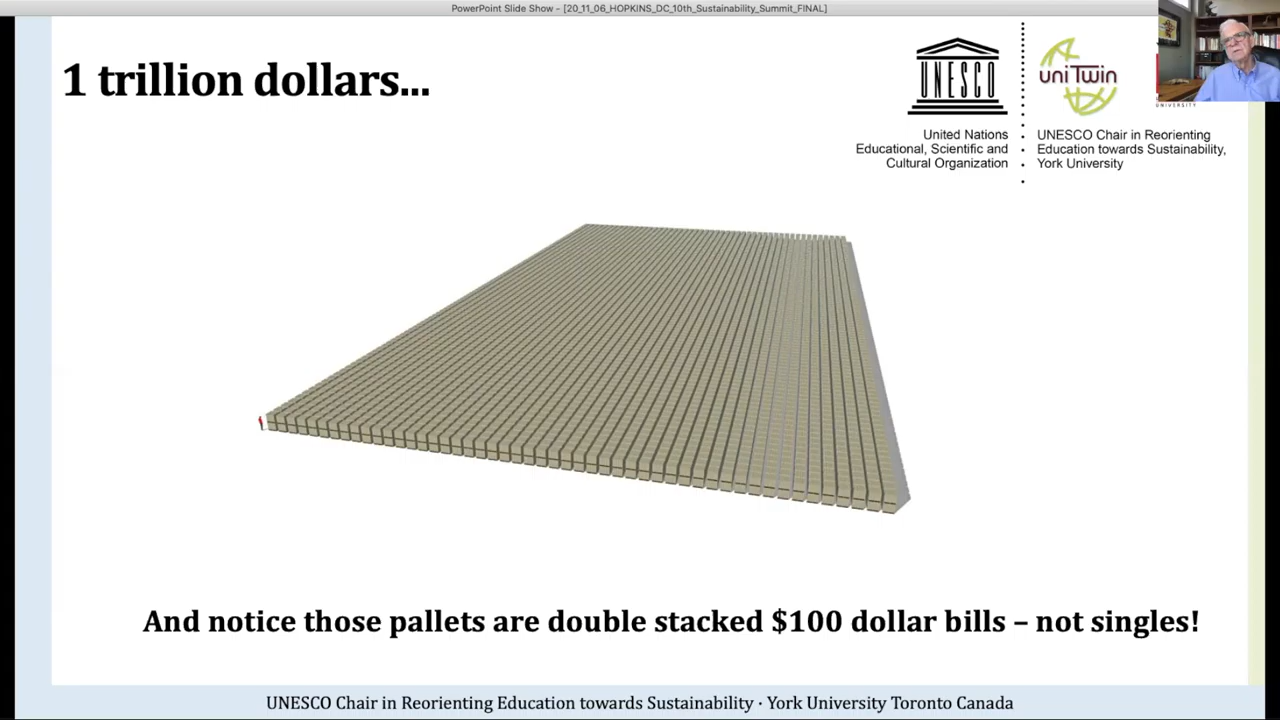 PowerPoint Slide Show - [20_11_06_HOPKINS_DC_10th_Sustainability_Summit_FINAL]
1 trillion dollars...
UNESCO
United Nations
Educational, Scientific and
Cultural Organization
uniTwin
UNESCO Chair in Reorienting
Education towards Sustainability,
York University
UNIVERSITY
And notice those pallets are double stacked $100 dollar bills – not singles!
UNESCO Chair in Reorienting Education towards Sustainability · York University Toronto Canada